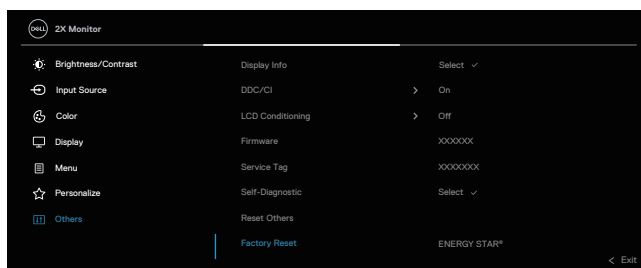 DELL 2X Monitor
Brightness/Contrast Display Info Select ✓
Input Source DDC/CI > On
Color LCD Conditioning > Off
Display Firmware XXXXXX
Menu Service Tag XXXXXXX
Personalize Self-Diagnostic Select ✓
Others Reset Others
Factory Reset ENERGY STAR®
< Exit